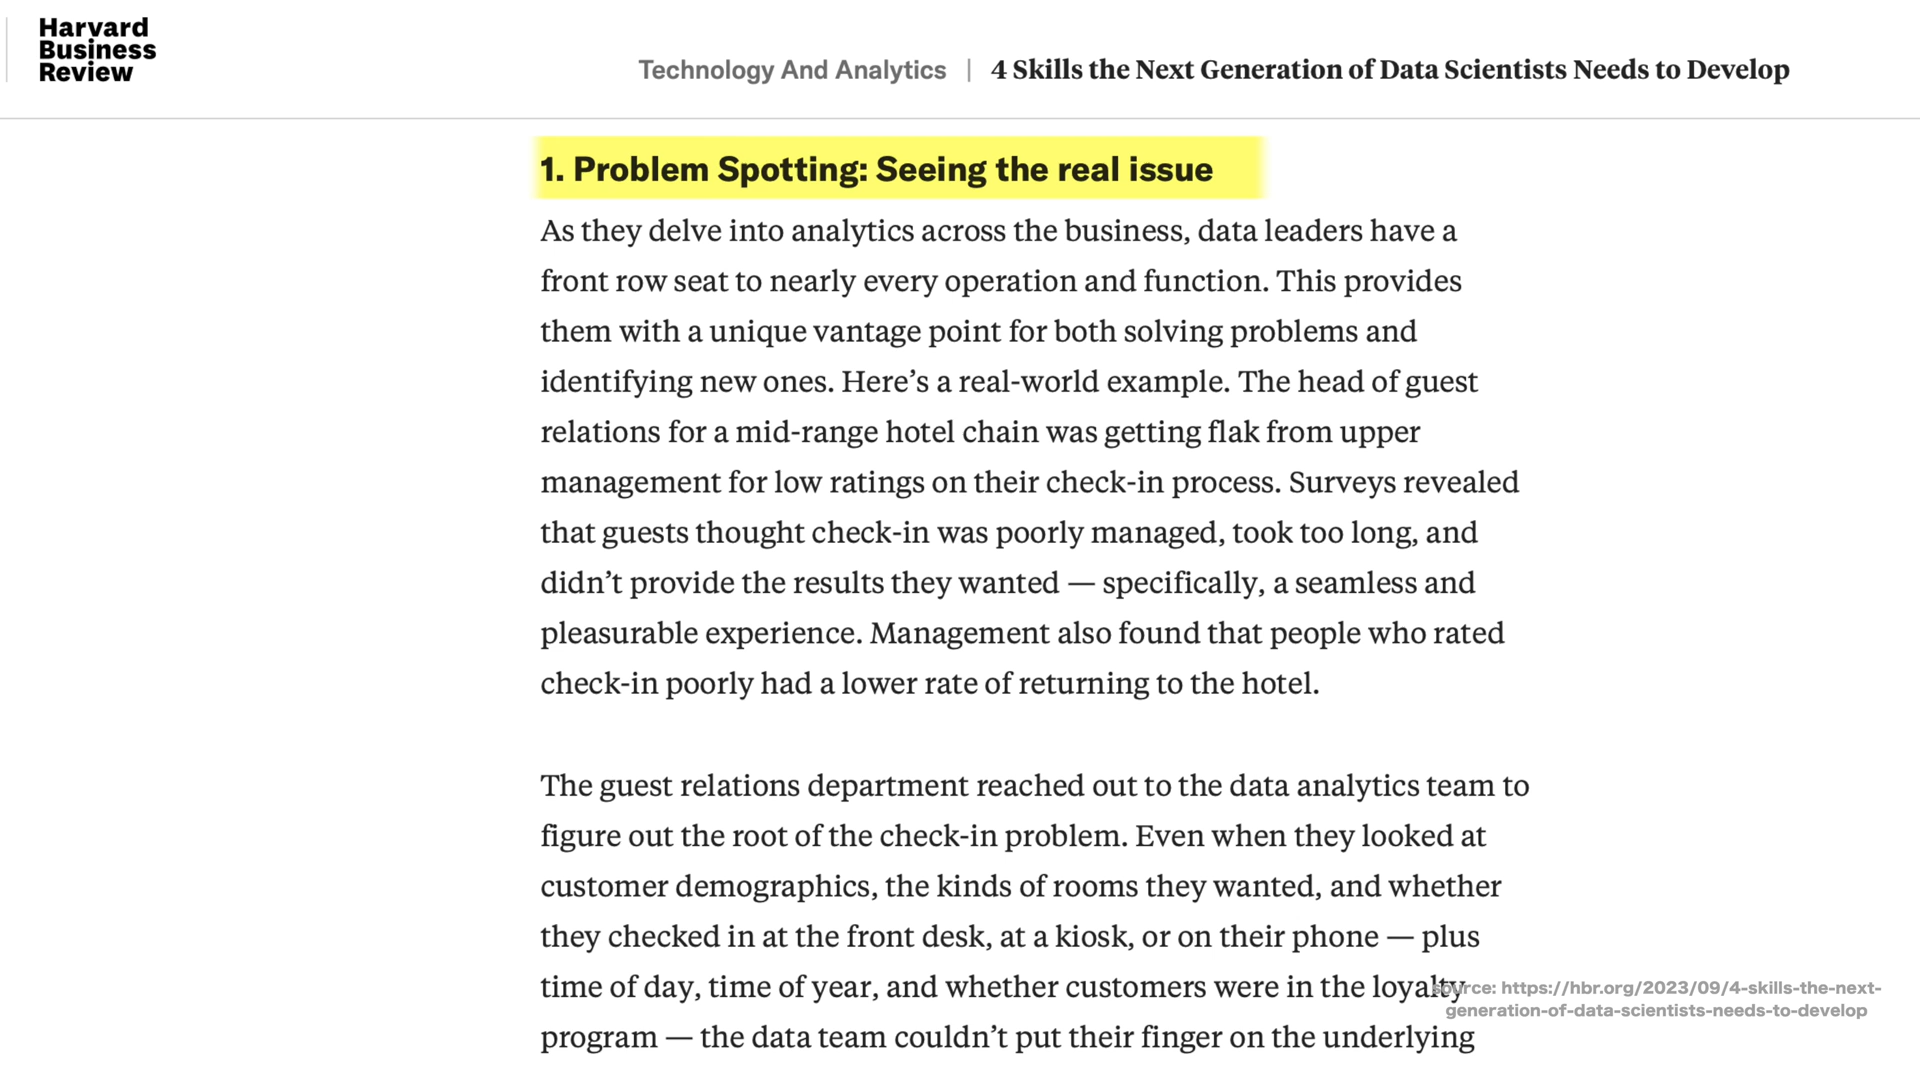 Harvard
Business
Review
Technology And Analytics | 4 Skills the Next Generation of Data Scientists Needs to Develop
1. Problem Spotting: Seeing the real issue
As they delve into analytics across the business, data leaders have a
front row seat to nearly every operation and function. This provides
them with a unique vantage point for both solving problems and
identifying new ones. Here’s a real-world example. The head of guest
relations for a mid-range hotel chain was getting flak from upper
management for low ratings on their check-in process. Surveys revealed
that guests thought check-in was poorly managed, took too long, and
didn’t provide the results they wanted — specifically, a seamless and
pleasurable experience. Management also found that people who rated
check-in poorly had a lower rate of returning to the hotel.
The guest relations department reached out to the data analytics team to
figure out the root of the check-in problem. Even when they looked at
customer demographics, the kinds of rooms they wanted, and whether
they checked in at the front desk, at a kiosk, or on their phone — plus
time of day, time of year, and whether customers were in the loyalty
program — the data team couldn’t put their finger on the underlying
source: https://hbr.org/2023/09/4-skills-the-next-
generation-of-data-scientists-needs-to-develop